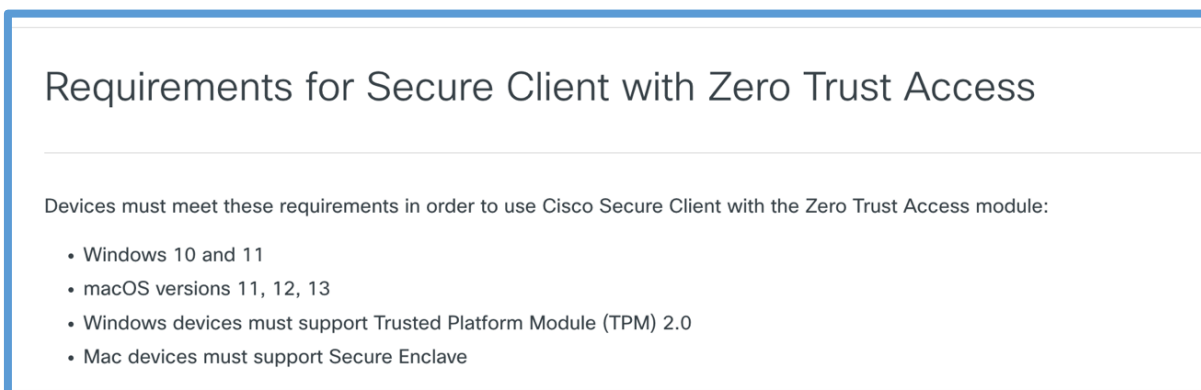 Requirements for Secure Client with Zero Trust Access
Devices must meet these requirements in order to use Cisco Secure Client with the Zero Trust Access module:
• Windows 10 and 11
• macOS versions 11, 12, 13
• Windows devices must support Trusted Platform Module (TPM) 2.0
• Mac devices must support Secure Enclave